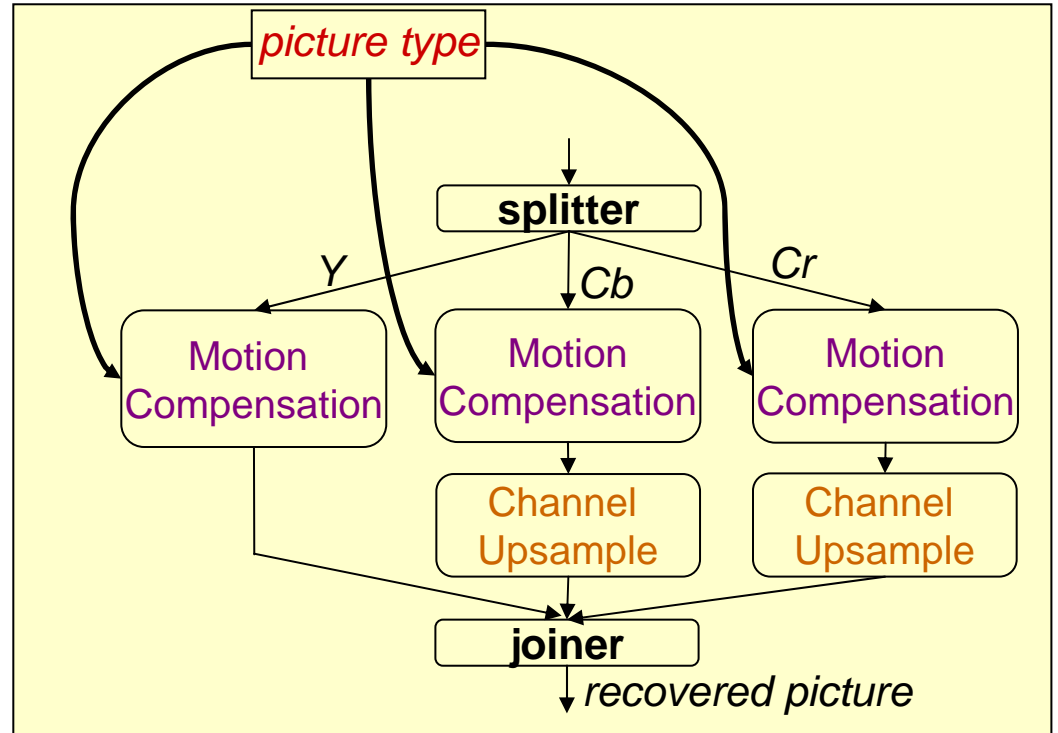 picture type
splitter
Y
Cb
Cr
Motion
Compensation
Motion
Compensation
Motion
Compensation
Channel
Upsample
Channel
Upsample
joiner
recovered picture